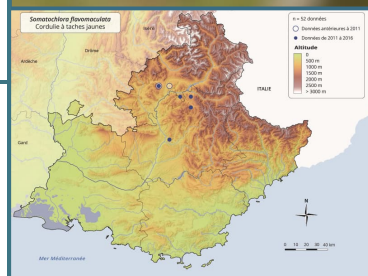 Somatochlora flavomaculata
Cordulie à taches jaunes
n = 52 données
Données antérieures à 2011
Données de 2011 à 2016
Altitude
0
500 m
1000 m
1500 m
2000 m
2500 m
> 3000 m
Isère
Drôme
Ardèche
ITALIE
Gard
N
0 10 20 30 40 km
Mer Méditerranée